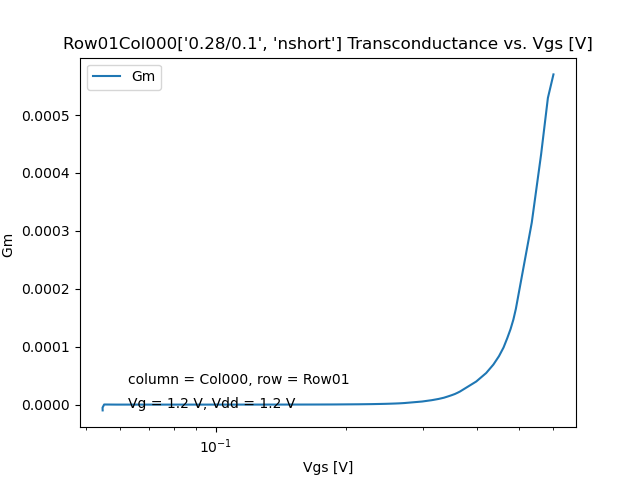 Row01Col000['0.28/0.1', 'nshort'] Transconductance vs. Vgs [V]
Gm
0.0005
0.0004
0.0003
0.0002
0.0001
0.0000
Gm
column = Col000, row = Row01
Vg = 1.2 V, Vdd = 1.2 V
10⁻¹
Vgs [V]